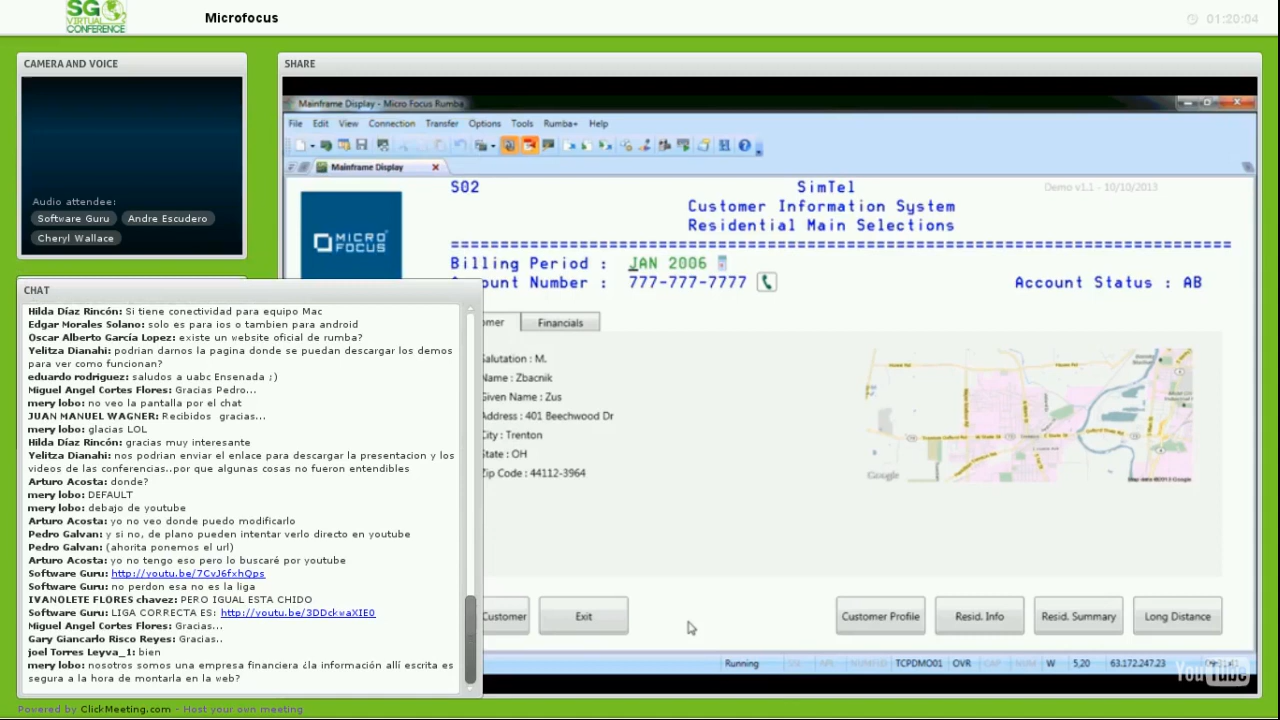 SG
VIRTUAL
CONFERENCE
Microfocus
01:20:04
CAMERA AND VOICE
Audio attendee:
Software Guru
Andre Escudero
Cheryl Wallace
CHAT
Hilda Díaz Rincón: Si tiene conectividad para equipo Mac
Edgar Morales Solano: solo es para ios o tambien para android
Oscar Alberto García Lopez: existe un website oficial de rumba?
Yelitza Dianahi: podrian darnos la pagina donde se puedan descargar los demos
para ver como funcionan?
eduardo rodriguez: saludos a uabc Ensenada ;)
Miguel Angel Cortes Flores: Gracias Pedro...
mery lobo: no veo la pantalla por el chat
JUAN MANUEL WAGNER: Recibidos gracias...
mery lobo: glacias LOL
Hilda Díaz Rincón: gracias muy interesante
Yelitza Dianahi: nos podrian enviar el enlace para descargar la presentacion y los
videos de las conferencias..por que algunas cosas no fueron entendibles
Arturo Acosta: donde?
mery lobo: DEFAULT
mery lobo: debajo de youtube
Arturo Acosta: yo no veo donde puedo modificarlo
Pedro Galvan: y si no, de plano pueden intentar verlo directo en youtube
Pedro Galvan: (ahorita ponemos el url)
Arturo Acosta: yo no tengo eso pero lo buscaré por youtube
Software Guru: http://youtu.be/7CvJ6fxhQps
Software Guru: no perdon esa no es la liga
IVANOLETE FLORES chavez: PERO IGUAL ESTA CHIDO
Software Guru: LIGA CORRECTA ES: http://youtu.be/3DDckwaXIE0
Miguel Angel Cortes Flores: Gracias...
Gary Giancarlo Risco Reyes: Gracias..
joel Torres Leyva_1: bien
mery lobo: nosotros somos una empresa financiera ¿la información allí escrita es
segura a la hora de montarla en la web?
SHARE
Mainframe Display - Micro Focus Rumba
File Edit View Connection Transfer Options Tools Rumba+ Help
Mainframe Display
MICRO
FOCUS
S02 SimTel Demo v1.1 - 10/10/2013
Customer Information System
Residential Main Selections
Billing Period : JAN 2006
ount Number : 777-777-7777 Account Status : AB
omer Financials
Salutation : M.
Name : Zbacnik
Given Name : Zus
Address : 401 Beechwood Dr
City : Trenton
State : OH
Zip Code : 44112-3964
Google
Customer Exit Customer Profile Resid. Info Resid. Summary Long Distance
Running TCPDMO01 OVR CAP NUM W 5,20 63.172.247.23
YouTube
Powered by ClickMeeting.com - Host your own meeting